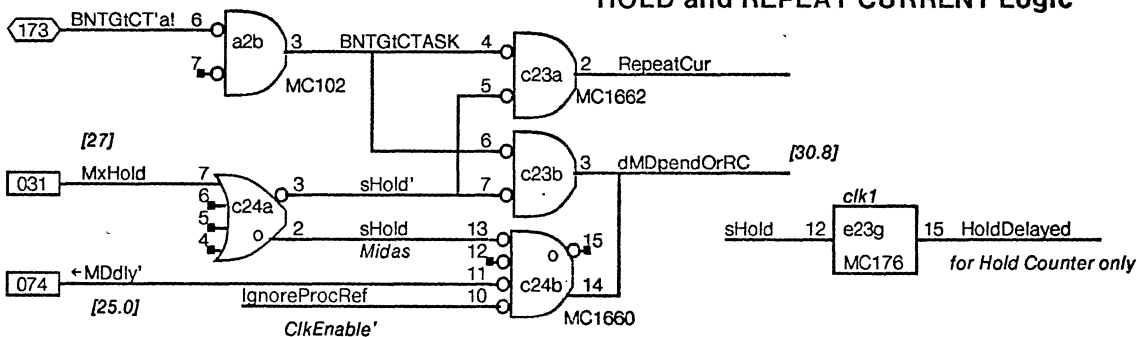 HOLD and REPEAT CURRENT Logic
173 BNTGtCT'a! 6
a2b
7
3 BNTGtCTASK 4
MC102
c23a
5
2 RepeatCur
MC1662
6
c23b
7
3 dMDpendOrRC [30.8]
[27]
031 MxHold 7
6
5
4
c24a
o
3 sHold'
2 sHold 13
Midas
12
11
10
o
c24b
15
14
MC1660
074 ←MDdly'
[25.0]
IgnoreProcRef
ClkEnable'
clk1
sHold 12 e23g 15 HoldDelayed
MC176 for Hold Counter only